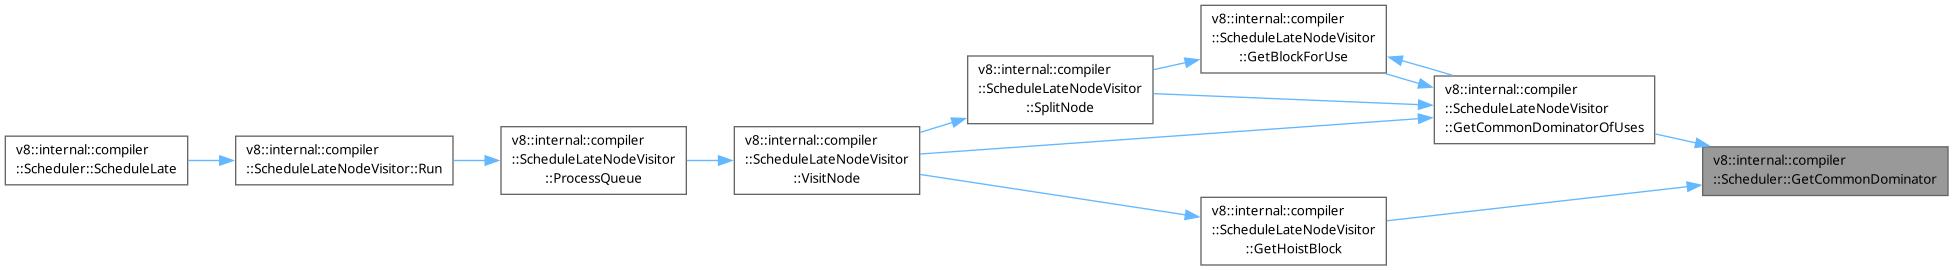 v8::internal::compiler
::Scheduler::ScheduleLate
v8::internal::compiler
::ScheduleLateNodeVisitor::Run
v8::internal::compiler
::ScheduleLateNodeVisitor
::ProcessQueue
v8::internal::compiler
::ScheduleLateNodeVisitor
::VisitNode
v8::internal::compiler
::ScheduleLateNodeVisitor
::SplitNode
v8::internal::compiler
::ScheduleLateNodeVisitor
::GetBlockForUse
v8::internal::compiler
::ScheduleLateNodeVisitor
::GetCommonDominatorOfUses
v8::internal::compiler
::ScheduleLateNodeVisitor
::GetHoistBlock
v8::internal::compiler
::Scheduler::GetCommonDominator